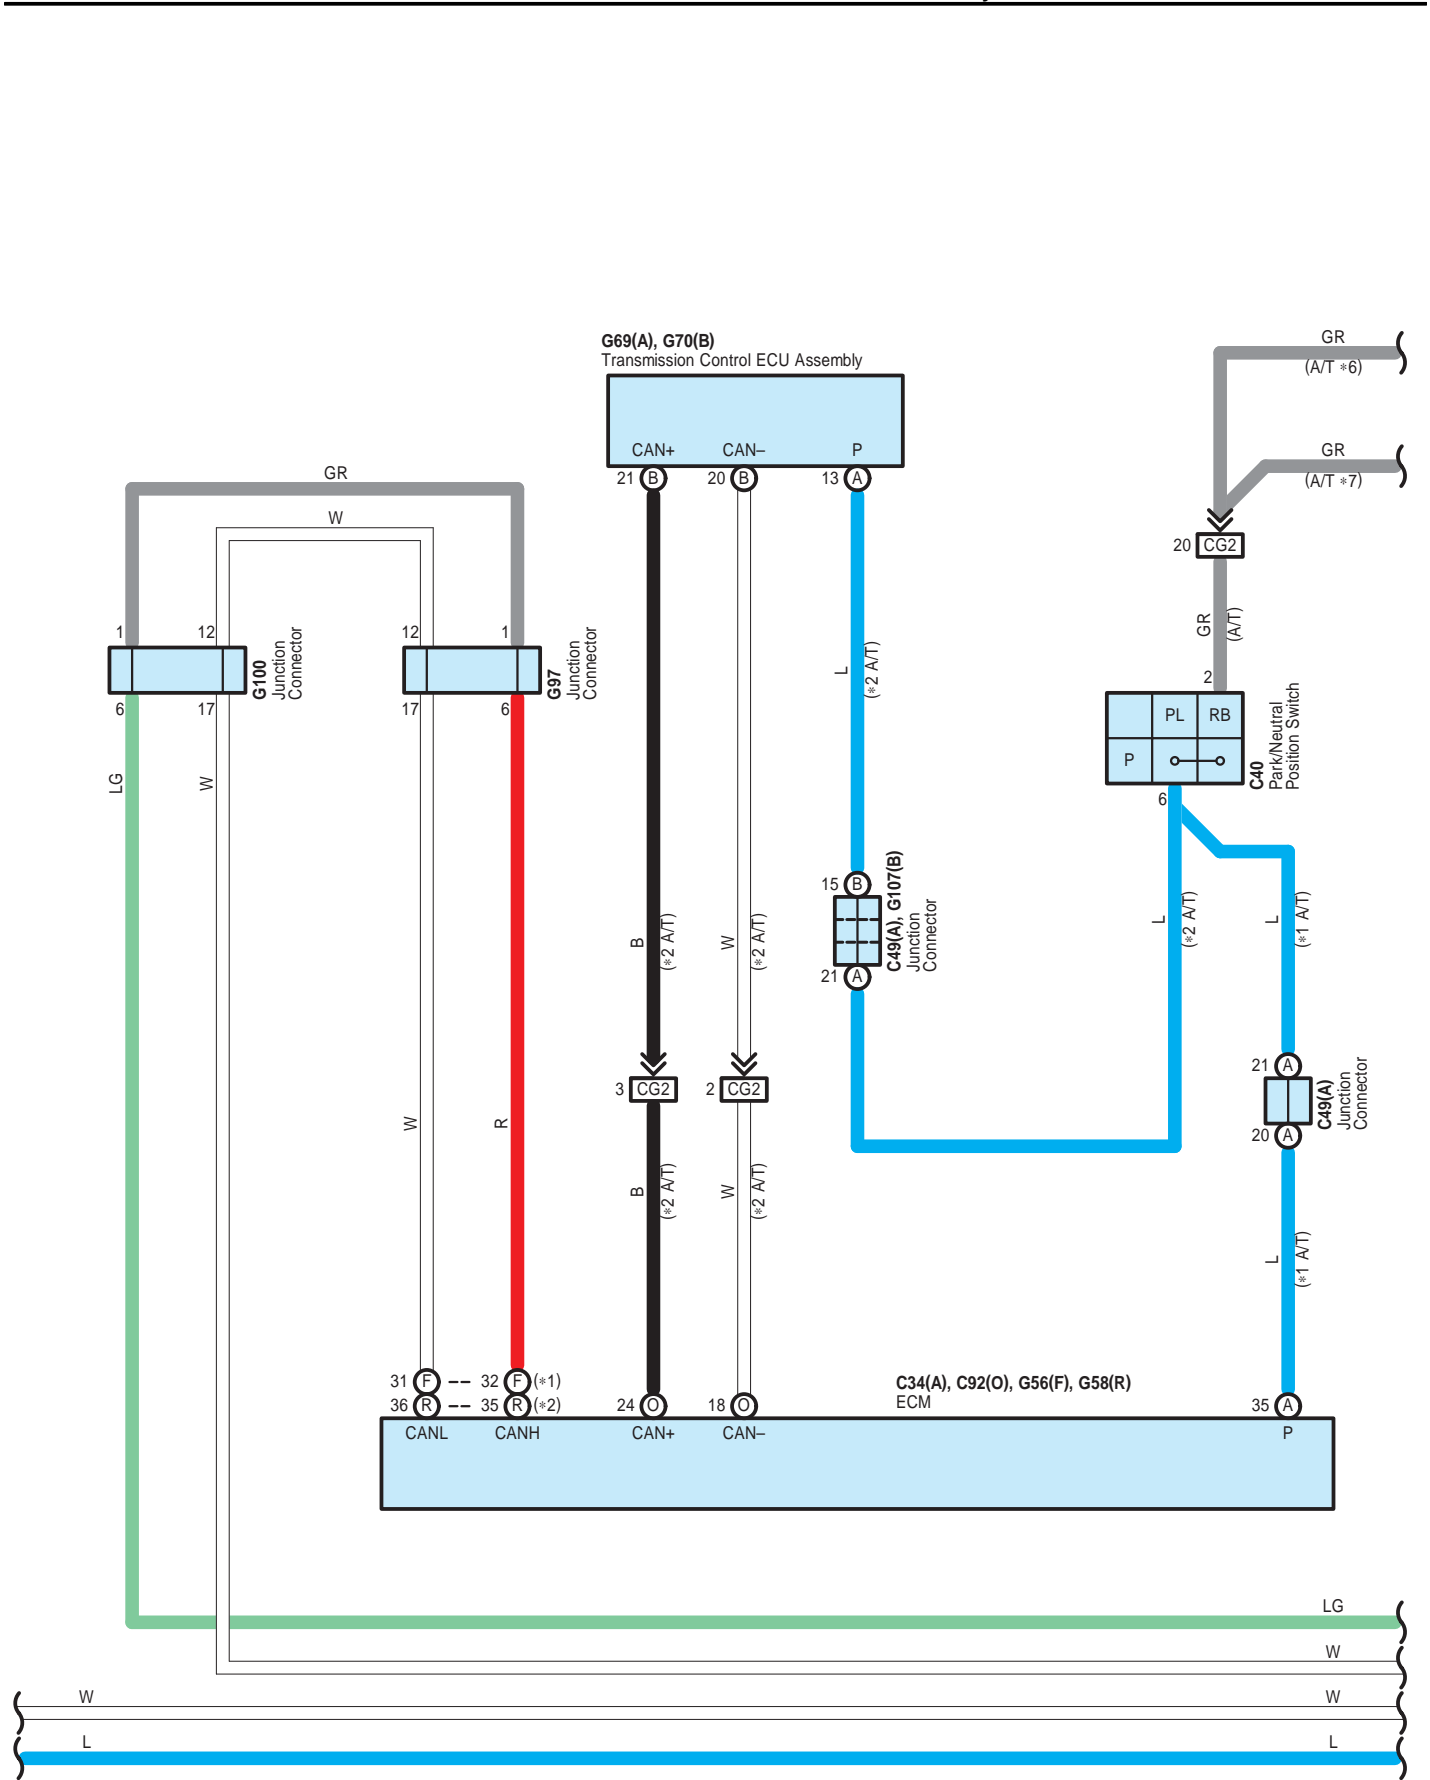 GR
(A/T *6)
G69(A), G70(B)
Transmission Control ECU Assembly
CAN+
CAN–
P
21 B
20 B
13 A
GR
(A/T *7)
GR
W
20 CG2
GR
(A/T)
1
12
G100
Junction
Connector
6
17
12
1
G97
Junction
Connector
17
6
L
(*2 A/T)
2
PL
RB
P
C40
Park/Neutral
Position Switch
6
LG
W
15 B
C49(A), G107(B)
Junction
Connector
21 A
B
(*2 A/T)
W
(*2 A/T)
L
(*2 A/T)
L
(*1 A/T)
3 CG2
2 CG2
21 A
C49(A)
Junction
Connector
20 A
W
R
B
(*2 A/T)
W
(*2 A/T)
L
(*1 A/T)
31 F
32 F (*1)
36 R
35 R (*2)
24 O
18 O
C34(A), C92(O), G56(F), G58(R)
ECM
35 A
CANL
CANH
CAN+
CAN–
P
LG
W
W
W
L
L